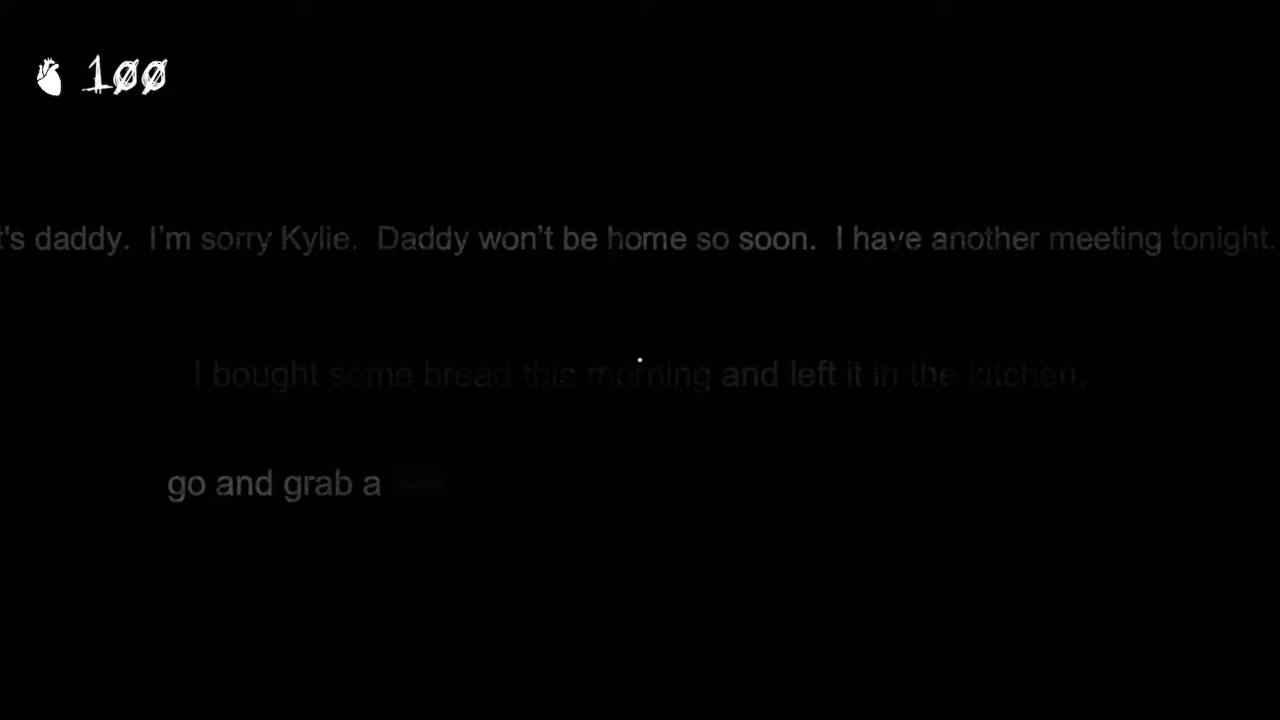 100
t's daddy.  I'm sorry Kylie.  Daddy won't be home so soon.  I have another meeting tonight.
I bought some bread this morning and left it in the kitchen,
go and grab a